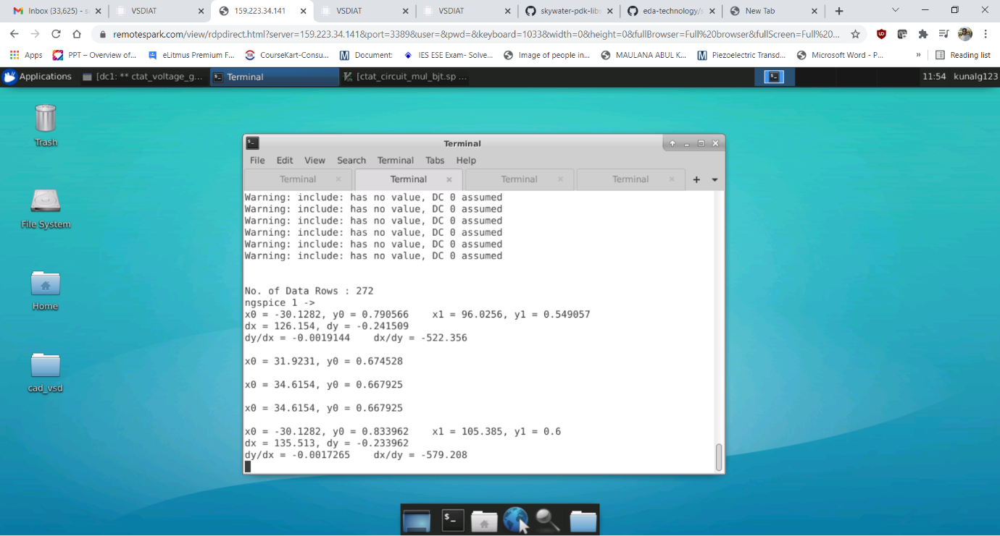 Inbox (33,625) - s
VSDIAT
159.223.34.141
VSDIAT
VSDIAT
skywater-pdk-libs
eda-technology/s
New Tab
remotespark.com/view/rdpdirect.html?server=159.223.34.141&port=3389&user=&pwd=&keyboard=1033&width=0&height=0&fullBrowser=Full%20browser&fullScreen=Full%20...
Apps
PPT – Overview of...
eLitmus Premium F...
CourseKart-Consu...
Document:
IES ESE Exam- Solve...
Image of people in...
MAULANA ABUL K...
Piezoelectric Transd...
Microsoft Word - P...
»
Reading list
Applications
[dc1: ** ctat_voltage_g...
Terminal
[ctat_circuit_mul_bjt.sp ...
11:54
kunalg123
Trash
File System
Home
cad_vsd
Terminal
File Edit View Search Terminal Tabs Help
Terminal
Terminal
Terminal
Terminal
Warning: include: has no value, DC 0 assumed
Warning: include: has no value, DC 0 assumed
Warning: include: has no value, DC 0 assumed
Warning: include: has no value, DC 0 assumed
Warning: include: has no value, DC 0 assumed
Warning: include: has no value, DC 0 assumed
No. of Data Rows : 272
ngspice 1 ->
x0 = -30.1282, y0 = 0.790566    x1 = 96.0256, y1 = 0.549057
dx = 126.154, dy = -0.241509
dy/dx = -0.0019144    dx/dy = -522.356
x0 = 31.9231, y0 = 0.674528
x0 = 34.6154, y0 = 0.667925
x0 = 34.6154, y0 = 0.667925
x0 = -30.1282, y0 = 0.833962    x1 = 105.385, y1 = 0.6
dx = 135.513, dy = -0.233962
dy/dx = -0.0017265    dx/dy = -579.208